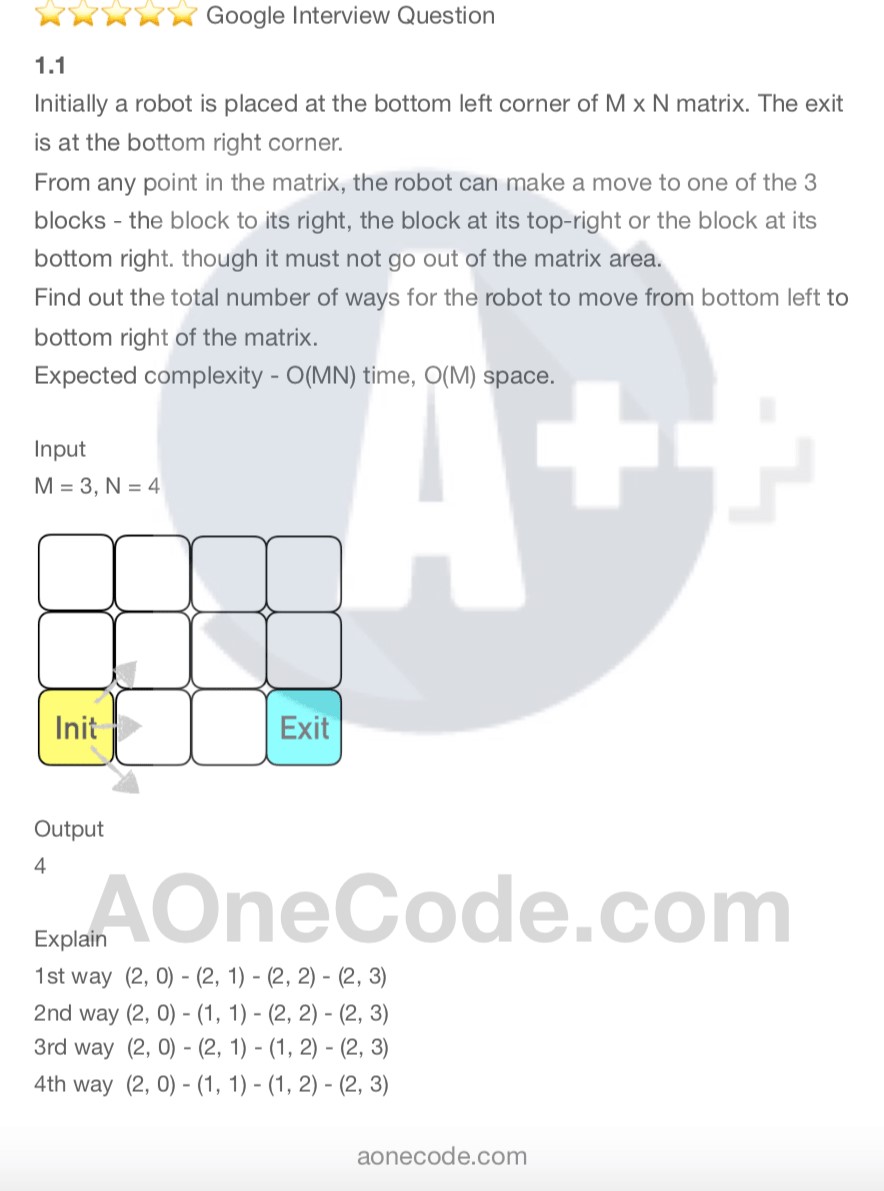 ⭐⭐⭐⭐⭐ Google Interview Question
1.1
Initially a robot is placed at the bottom left corner of M x N matrix. The exit
is at the bottom right corner.
From any point in the matrix, the robot can make a move to one of the 3
blocks - the block to its right, the block at its top-right or the block at its
bottom right. though it must not go out of the matrix area.
Find out the total number of ways for the robot to move from bottom left to
bottom right of the matrix.
Expected complexity - O(MN) time, O(M) space.
A++
Input
M = 3, N = 4
Init
Exit
Output
4
AOneCode.com
Explain
1st way (2, 0) - (2, 1) - (2, 2) - (2, 3)
2nd way (2, 0) - (1, 1) - (2, 2) - (2, 3)
3rd way (2, 0) - (2, 1) - (1, 2) - (2, 3)
4th way (2, 0) - (1, 1) - (1, 2) - (2, 3)
aonecode.com